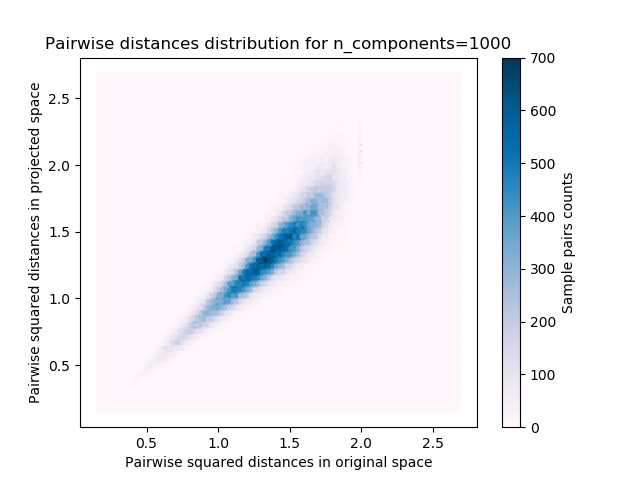 Pairwise distances distribution for n_components=1000
Pairwise squared distances in projected space
2.5
2.0
1.5
1.0
0.5
0.5 1.0 1.5 2.0 2.5
Pairwise squared distances in original space
700
600
500
400
300
200
100
0
Sample pairs counts